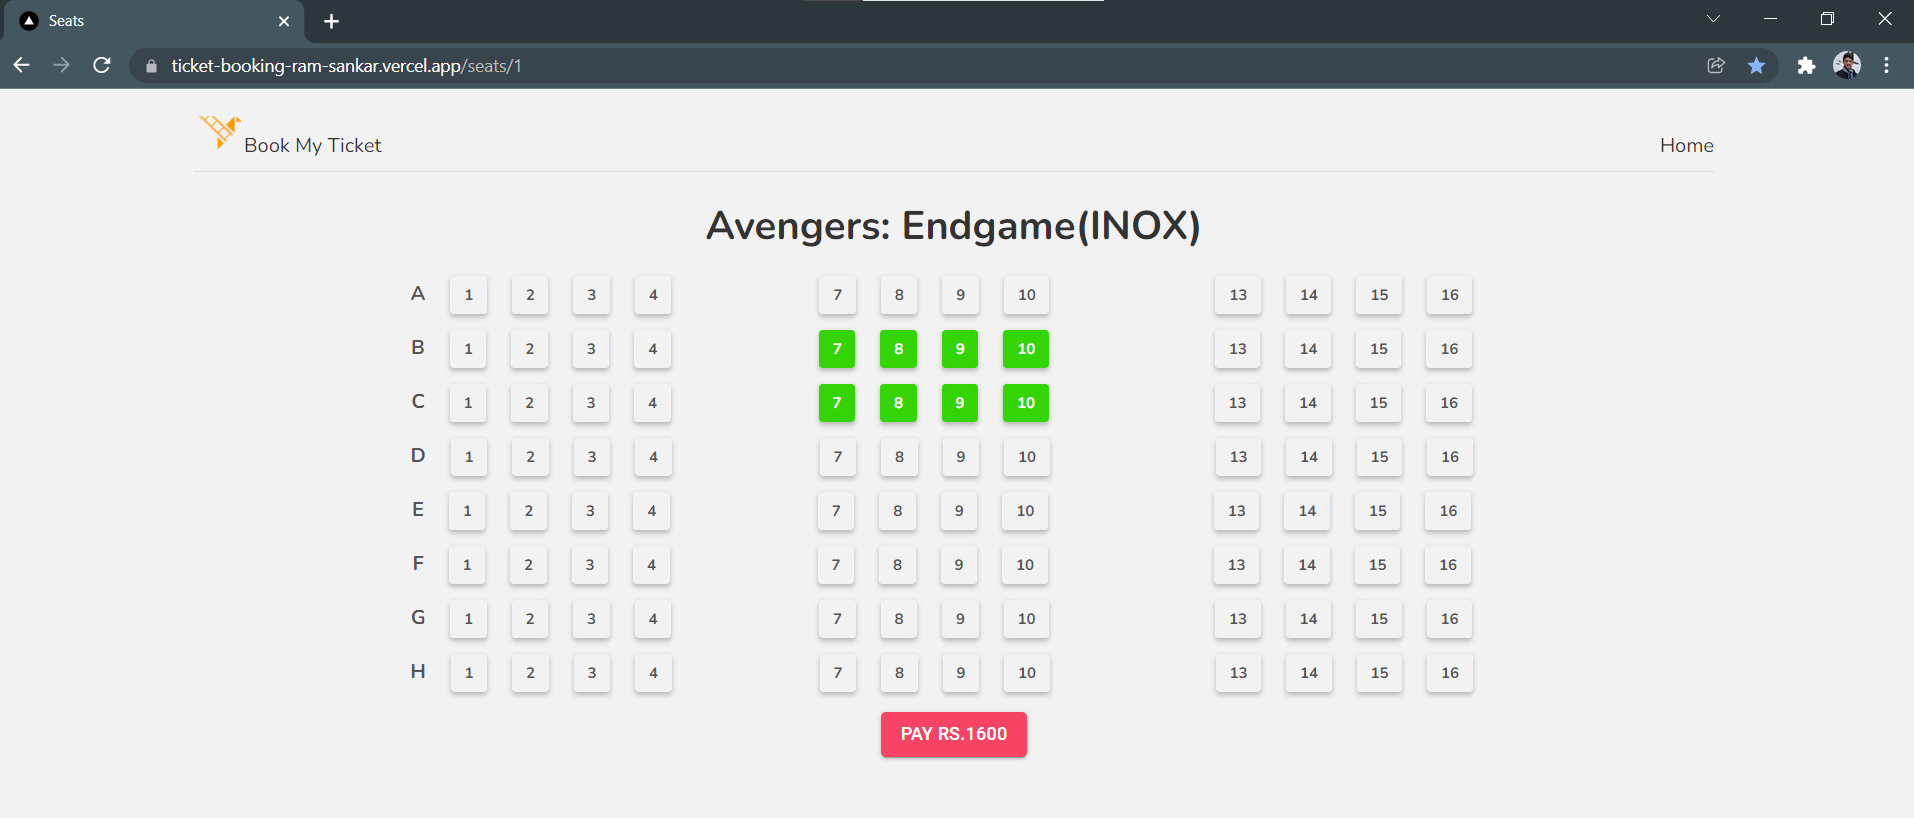 Seats
ticket-booking-ram-sankar.vercel.app/seats/1
Book My Ticket Home
Avengers: Endgame(INOX)
A 1 2 3 4 7 8 9 10 13 14 15 16
B 1 2 3 4 7 8 9 10 13 14 15 16
C 1 2 3 4 7 8 9 10 13 14 15 16
D 1 2 3 4 7 8 9 10 13 14 15 16
E 1 2 3 4 7 8 9 10 13 14 15 16
F 1 2 3 4 7 8 9 10 13 14 15 16
G 1 2 3 4 7 8 9 10 13 14 15 16
H 1 2 3 4 7 8 9 10 13 14 15 16
PAY RS.1600